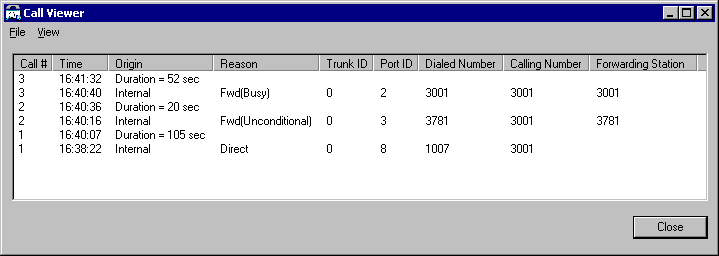 Call Viewer
File View
Call # Time Origin Reason Trunk ID Port ID Dialed Number Calling Number Forwarding Station
3 16:41:32 Duration = 52 sec
3 16:40:40 Internal Fwd(Busy) 0 2 3001 3001 3001
2 16:40:36 Duration = 20 sec
2 16:40:16 Internal Fwd(Unconditional) 0 3 3781 3001 3781
1 16:40:07 Duration = 105 sec
1 16:38:22 Internal Direct 0 8 1007 3001
Close